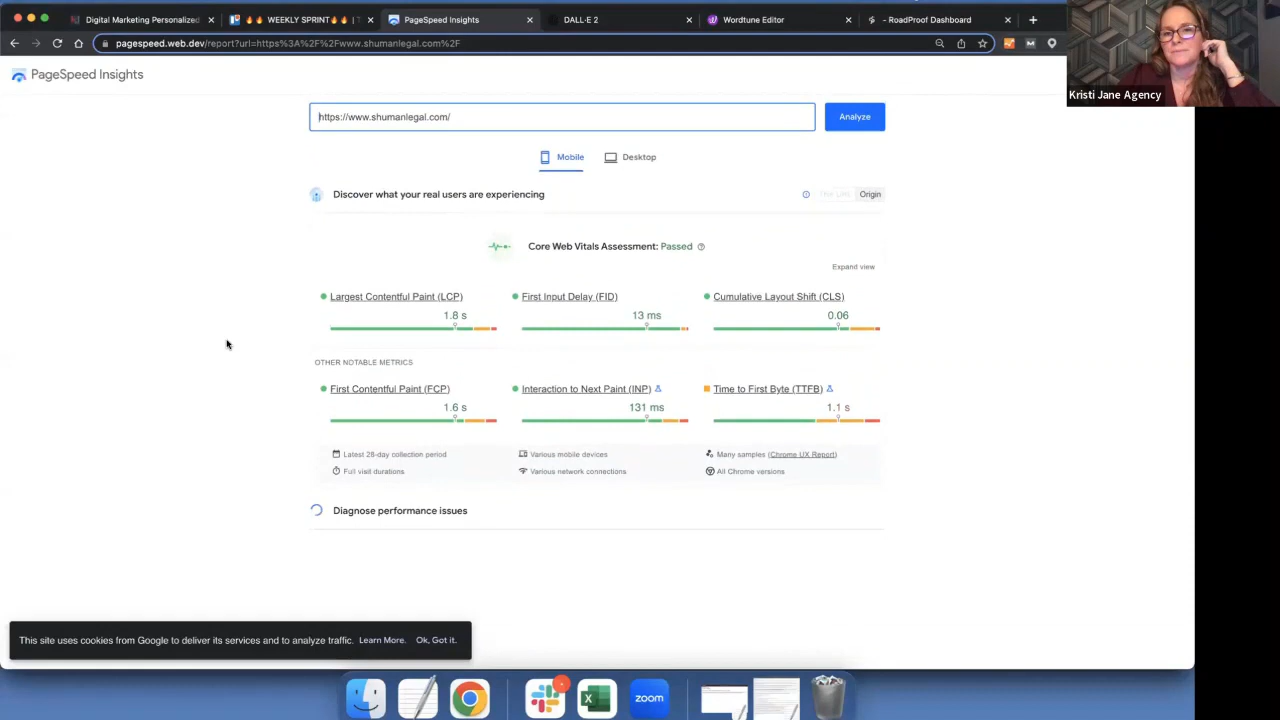 Digital Marketing Personalized
WEEKLY SPRINT
PageSpeed Insights
DALL·E 2
Wordtune Editor
- RoadProof Dashboard
pagespeed.web.dev/report?url=https%3A%2F%2Fwww.shumanlegal.com%2F
Kristi Jane Agency
PageSpeed Insights
https://www.shumanlegal.com/
Analyze
Mobile
Desktop
Discover what your real users are experiencing
This URL
Origin
Core Web Vitals Assessment: Passed
Expand view
Largest Contentful Paint (LCP)
1.8 s
First Input Delay (FID)
13 ms
Cumulative Layout Shift (CLS)
0.06
OTHER NOTABLE METRICS
First Contentful Paint (FCP)
1.6 s
Interaction to Next Paint (INP)
131 ms
Time to First Byte (TTFB)
1.1 s
Latest 28-day collection period
Various mobile devices
Many samples (Chrome UX Report)
Full visit durations
Various network connections
All Chrome versions
Diagnose performance issues
This site uses cookies from Google to deliver its services and to analyze traffic. Learn More. Ok, Got it.
zoom